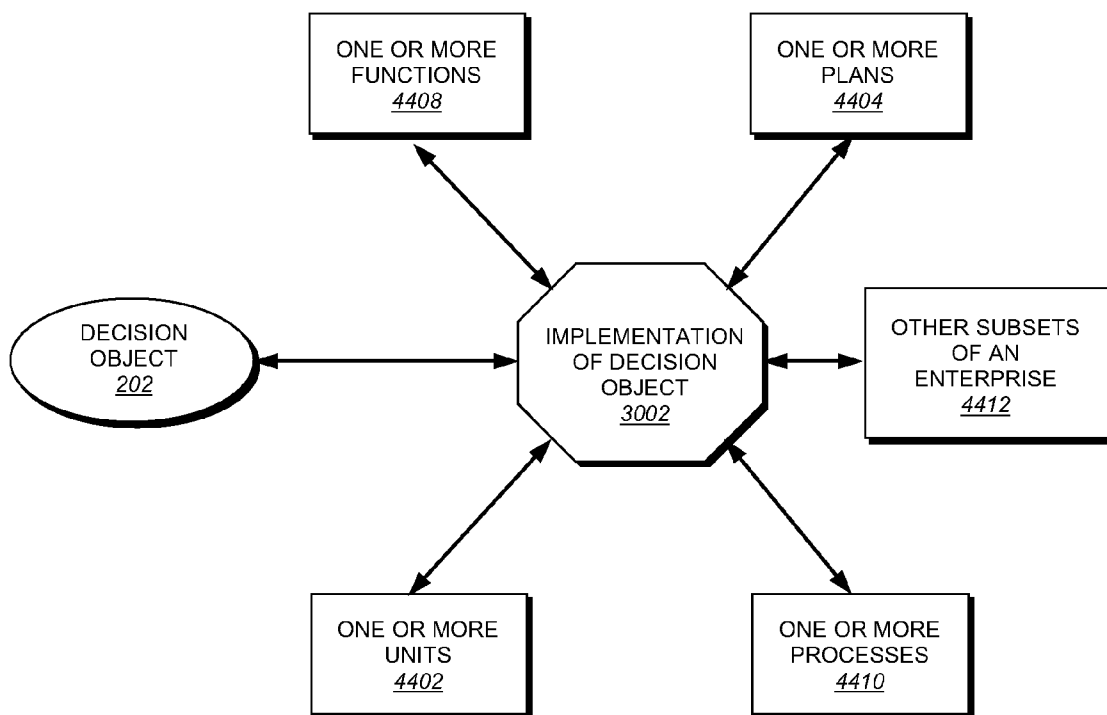 ONE OR MORE
FUNCTIONS
4408
ONE OR MORE
PLANS
4404
DECISION
OBJECT
202
IMPLEMENTATION
OF DECISION
OBJECT
3002
OTHER SUBSETS
OF AN
ENTERPRISE
4412
ONE OR MORE
UNITS
4402
ONE OR MORE
PROCESSES
4410